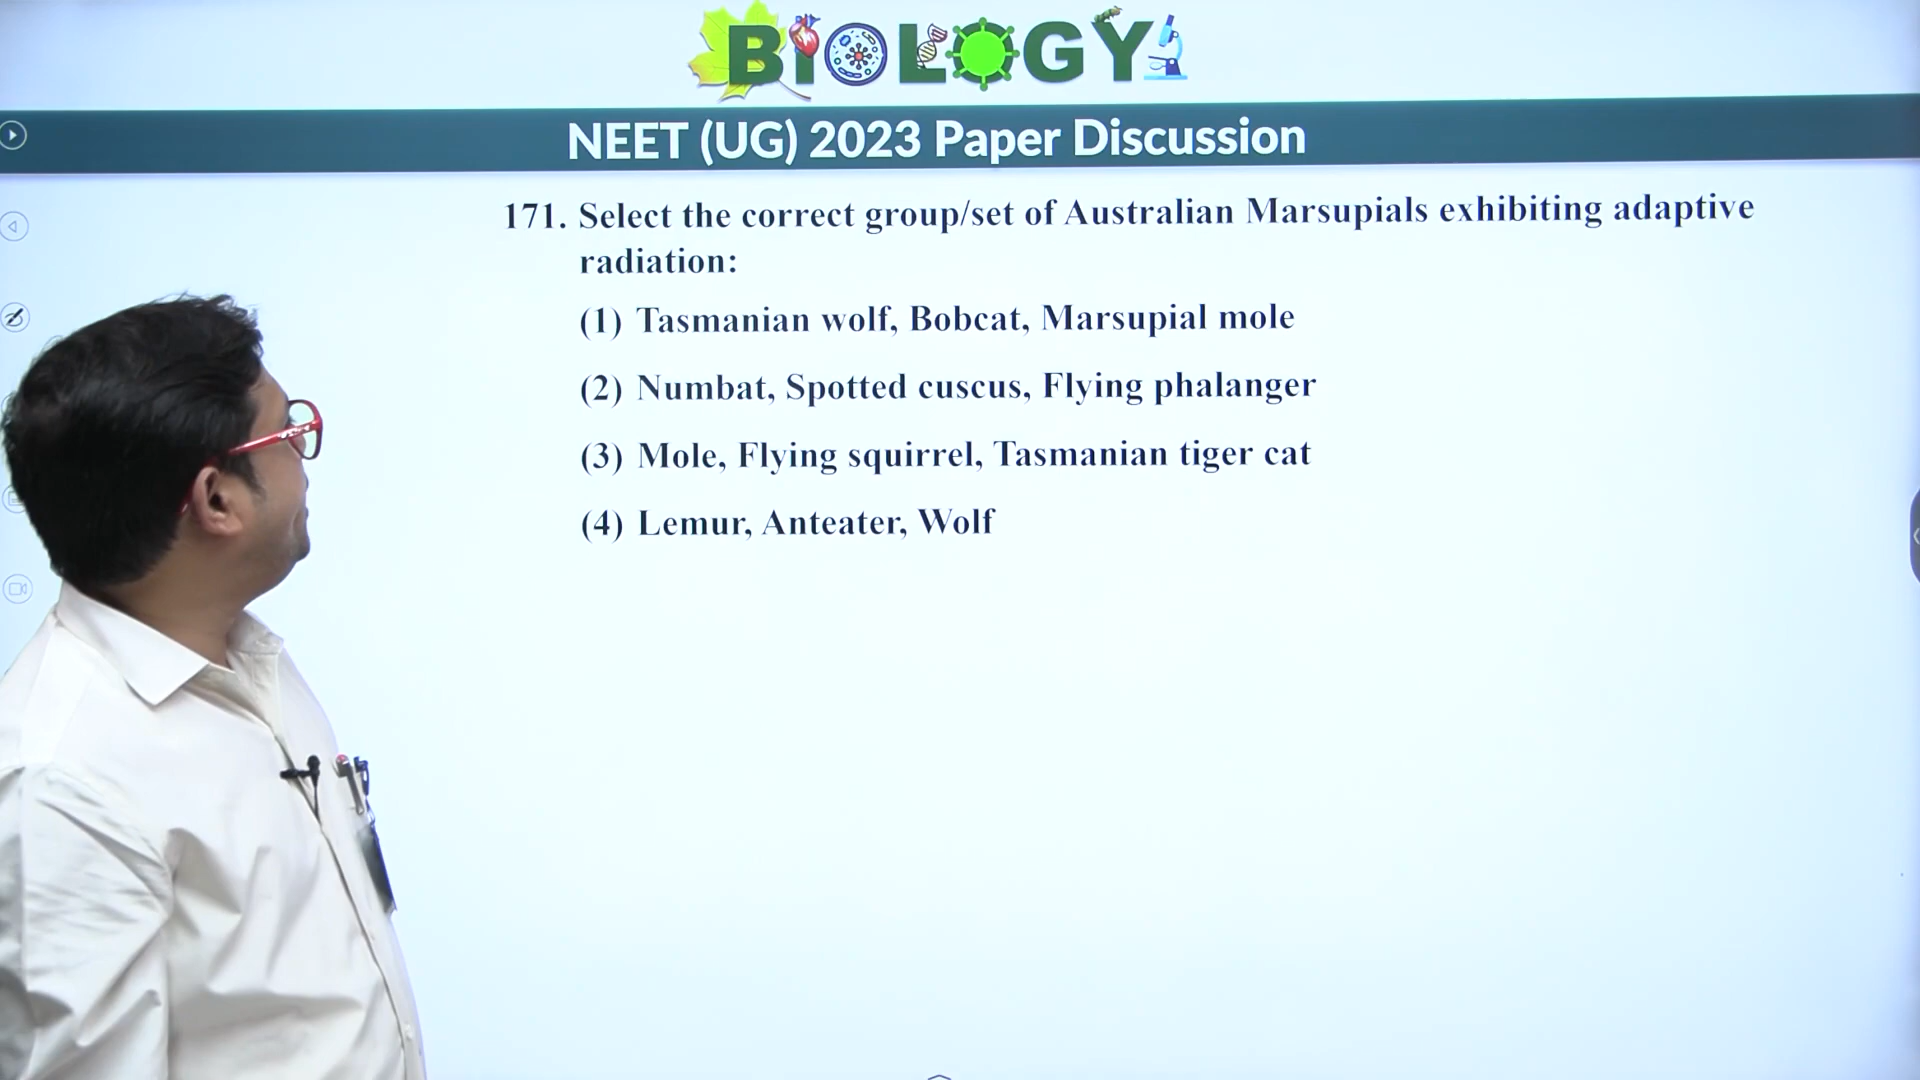 BIOLOGY
NEET (UG) 2023 Paper Discussion
171. Select the correct group/set of Australian Marsupials exhibiting adaptive
radiation:
(1) Tasmanian wolf, Bobcat, Marsupial mole
(2) Numbat, Spotted cuscus, Flying phalanger
(3) Mole, Flying squirrel, Tasmanian tiger cat
(4) Lemur, Anteater, Wolf